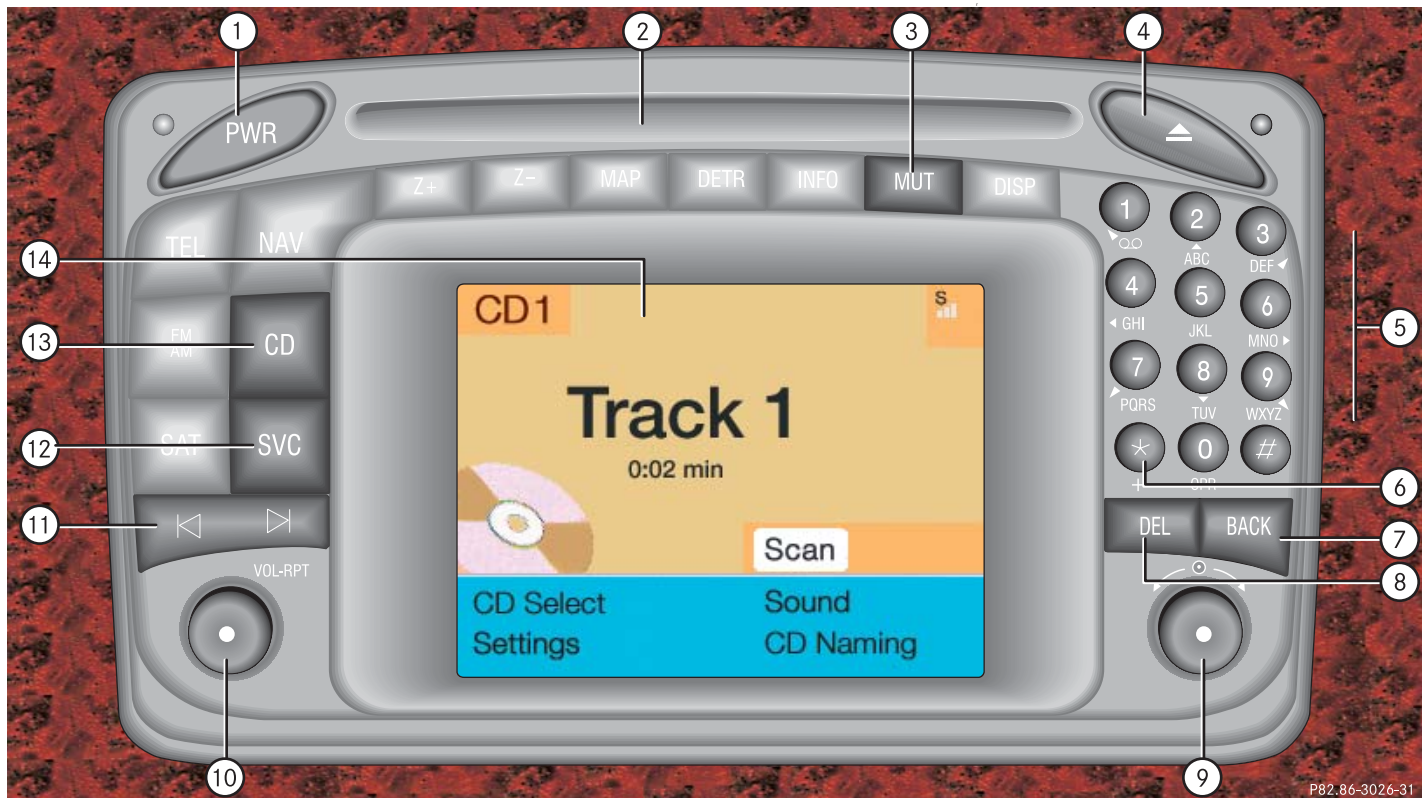 1
2
3
4
PWR
Z+
Z−
MAP
DETR
INFO
MUT
DISP
1
2
3
ABC
DEF
TEL
NAV
14
CD1
S
4
5
6
GHI
JKL
MNO
5
13
FM
AM
CD
Track 1
7
8
9
PQRS
TUV
WXYZ
12
SAT
SVC
0:02 min
*
0
#
+
SPR
6
11
Scan
DEL
BACK
7
VOL-RPT
8
CD Select
Sound
Settings
CD Naming
10
9
P82.86-3026-31